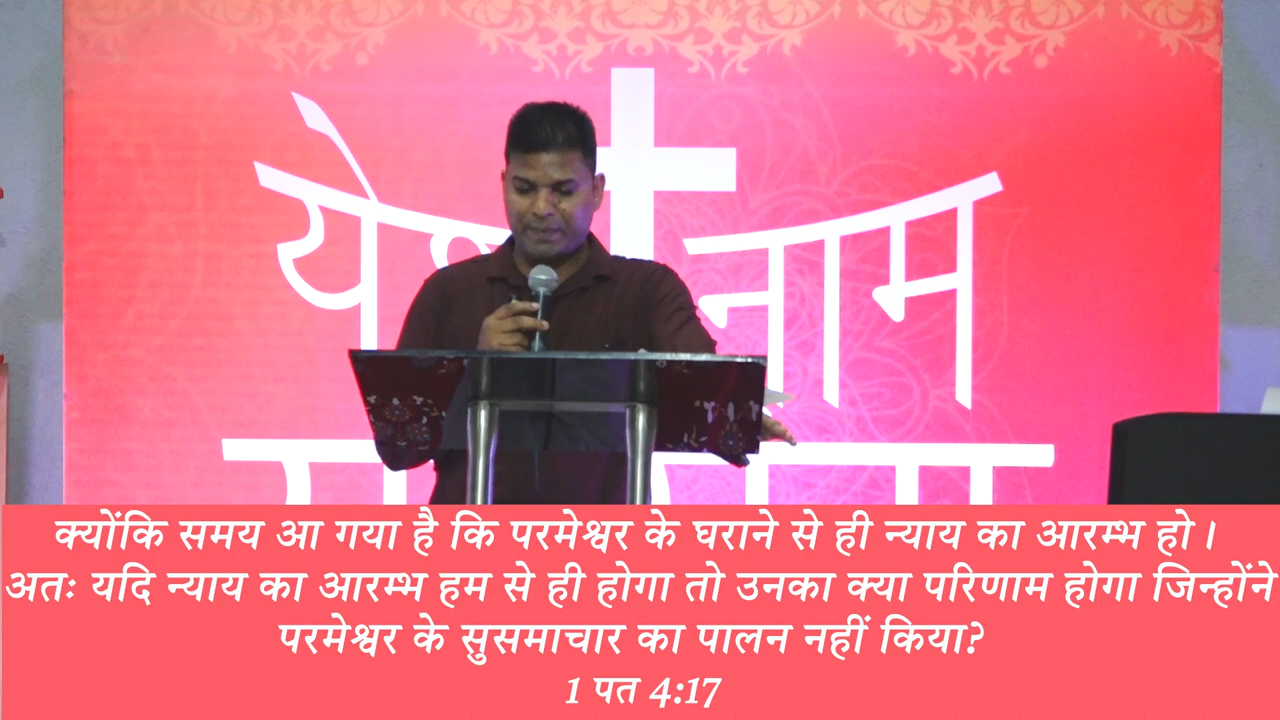 येशु नाम
क्योंकि समय आ गया है कि परमेश्वर के घराने से ही न्याय का आरम्भ हो।
अतः यदि न्याय का आरम्भ हम से ही होगा तो उनका क्या परिणाम होगा जिन्होंने
परमेश्वर के सुसमाचार का पालन नहीं किया?
1 पत 4:17